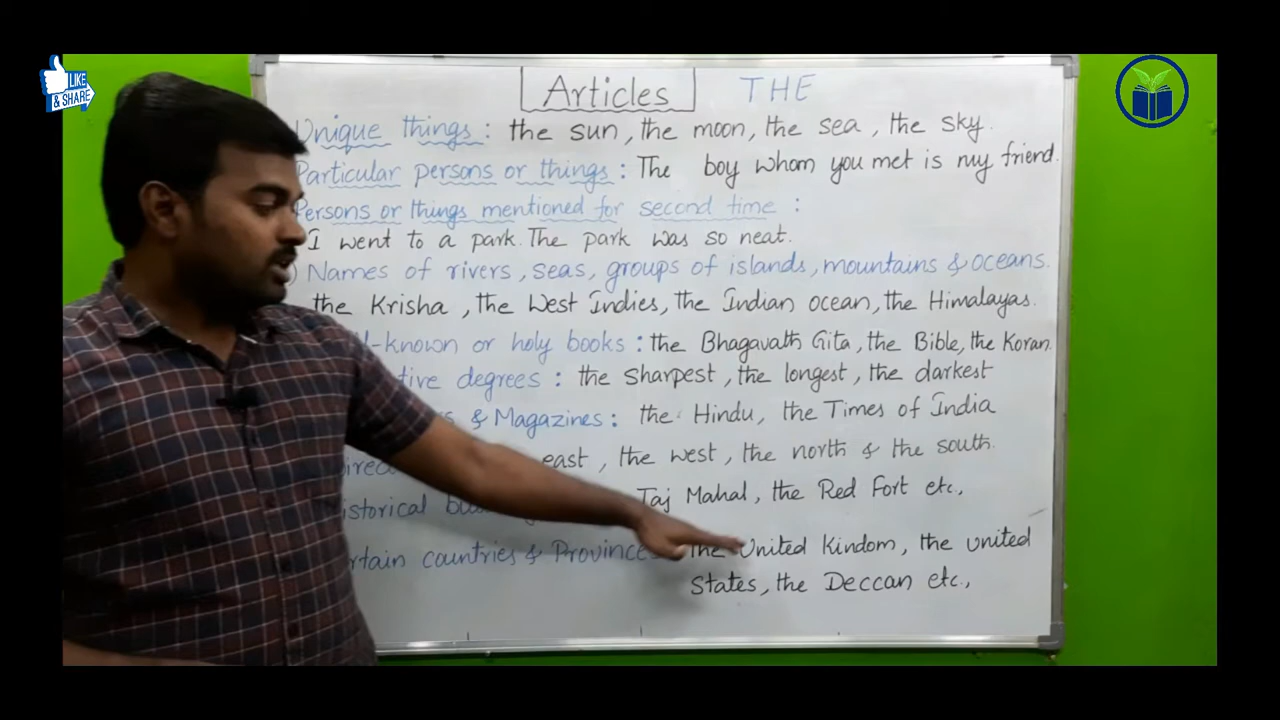 LIKE
& SHARE
Articles THE
Unique things : the sun, the moon, the sea, the sky.
Particular persons or things : The boy whom you met is my friend.
Persons or things mentioned for second time :
I went to a park. The park was so neat.
) Names of rivers, seas, groups of islands, mountains & oceans.
the Krisha, the West Indies, the Indian ocean, the Himalayas.
-known or holy books : the Bhagavath Gita, the Bible, the Koran.
degrees : the sharpest, the longest, the darkest
& Magazines : the Hindu, the Times of India
east, the west, the north & the south.
Taj Mahal, the Red Fort etc.,
countries & Provinces the United Kindom, the united
States, the Deccan etc.,